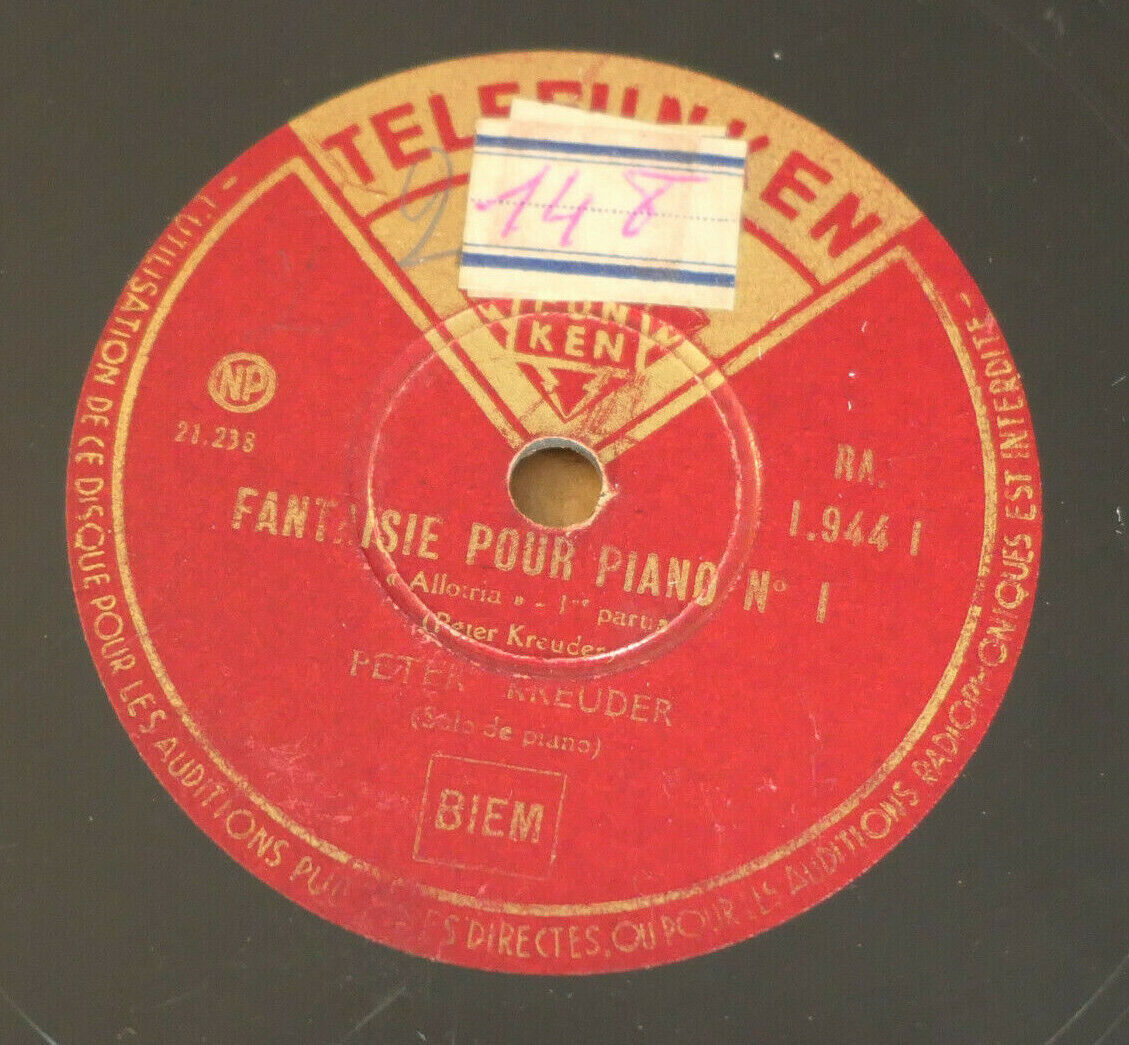 TELEFUNKEN
2
148
FUN
KEN
NP
21.238
RA.
1.944 I
FANTAISIE POUR PIANO N° I
« Allotria » - 1re partie
(Peter Kreuder)
PETER KREUDER
(Solo de piano)
BIEM
- L'UTILISATION DE CE DISQUE POUR LES AUDITIONS PUBLIQUES DIRECTES, OU POUR LES AUDITIONS RADIOPHONIQUES EST INTERDITE -